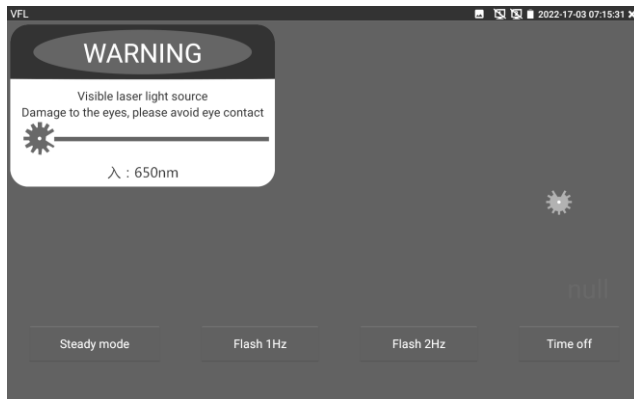 VFL
2022-17-03 07:15:31
WARNING
Visible laser light source
Damage to the eyes, please avoid eye contact
入 : 650nm
null
Steady mode
Flash 1Hz
Flash 2Hz
Time off